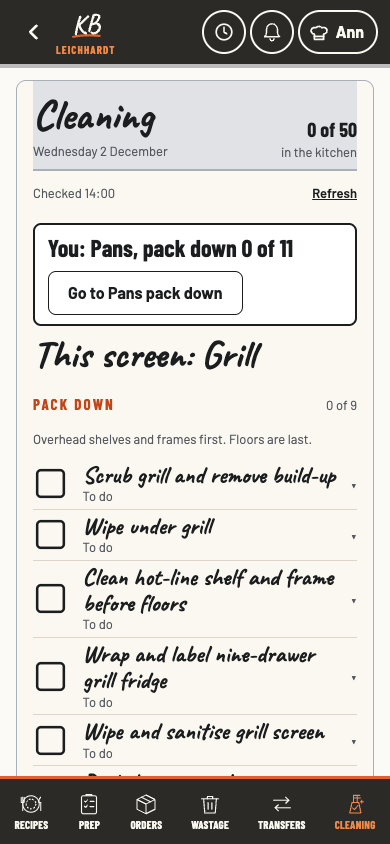 KB
LEICHHARDT
Ann
Cleaning
0 of 50
Wednesday 2 December
in the kitchen
Checked 14:00
Refresh
You: Pans, pack down 0 of 11
Go to Pans pack down
This screen: Grill
PACK DOWN
0 of 9
Overhead shelves and frames first. Floors are last.
Scrub grill and remove build-up
To do
Wipe under grill
To do
Clean hot-line shelf and frame
before floors
To do
Wrap and label nine-drawer
grill fridge
To do
Wipe and sanitise grill screen
To do
RECIPES
PREP
ORDERS
WASTAGE
TRANSFERS
CLEANING